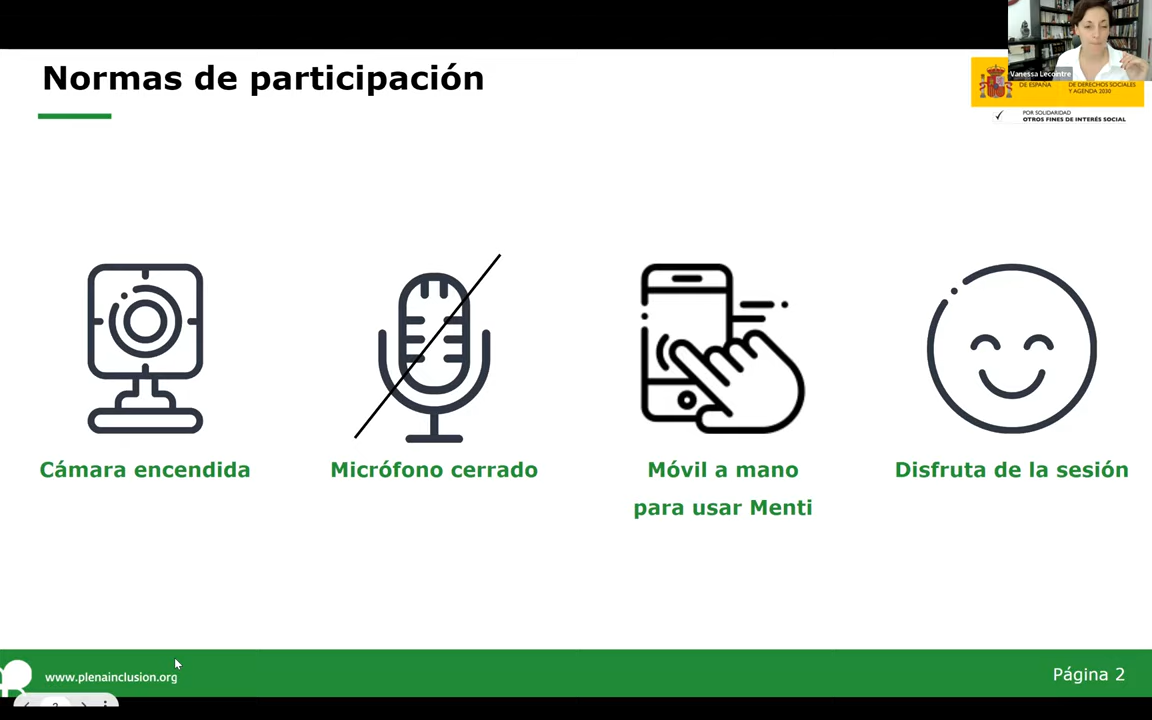 Normas de participación
Vanessa Lecointre
DE ESPAÑA
DE DERECHOS SOCIALES
Y AGENDA 2030
POR SOLIDARIDAD
OTROS FINES DE INTERÉS SOCIAL
Cámara encendida
Micrófono cerrado
Móvil a mano
para usar Menti
Disfruta de la sesión
www.plenainclusion.org
Página 2